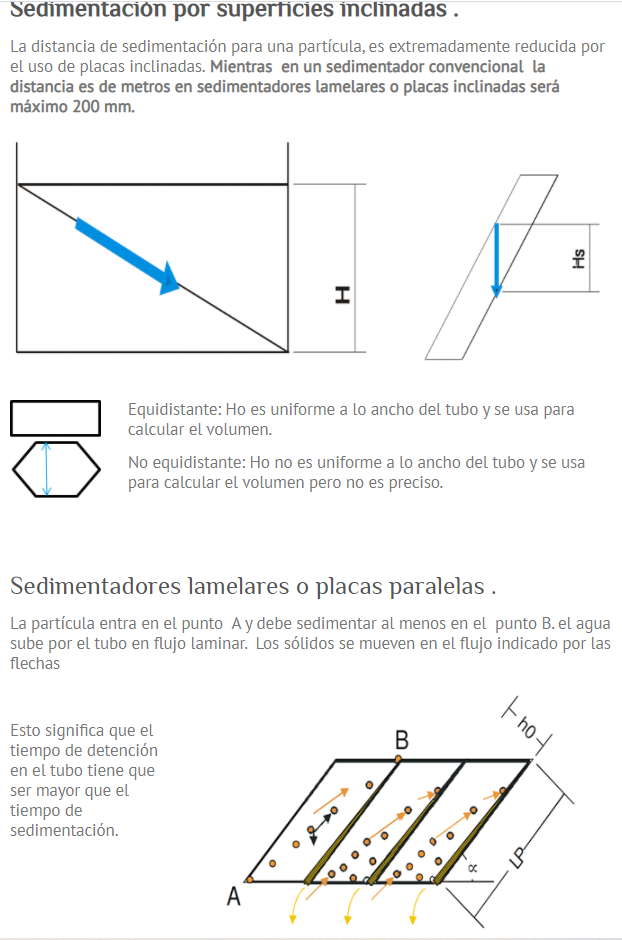 Sedimentación por superficies inclinadas .
La distancia de sedimentación para una partícula, es extremadamente reducida por
el uso de placas inclinadas. Mientras en un sedimentador convencional la
distancia es de metros en sedimentadores lamelares o placas inclinadas será
máximo 200 mm.
H
Hs
Equidistante: Ho es uniforme a lo ancho del tubo y se usa para
calcular el volumen.
No equidistante: Ho no es uniforme a lo ancho del tubo y se usa
para calcular el volumen pero no es preciso.
Sedimentadores lamelares o placas paralelas .
La partícula entra en el punto A y debe sedimentar al menos en el punto B. el agua
sube por el tubo en flujo laminar. Los sólidos se mueven en el flujo indicado por las
flechas
Esto significa que el
tiempo de detención
en el tubo tiene que
ser mayor que el
tiempo de
sedimentación.
B
h0
A
α
LP